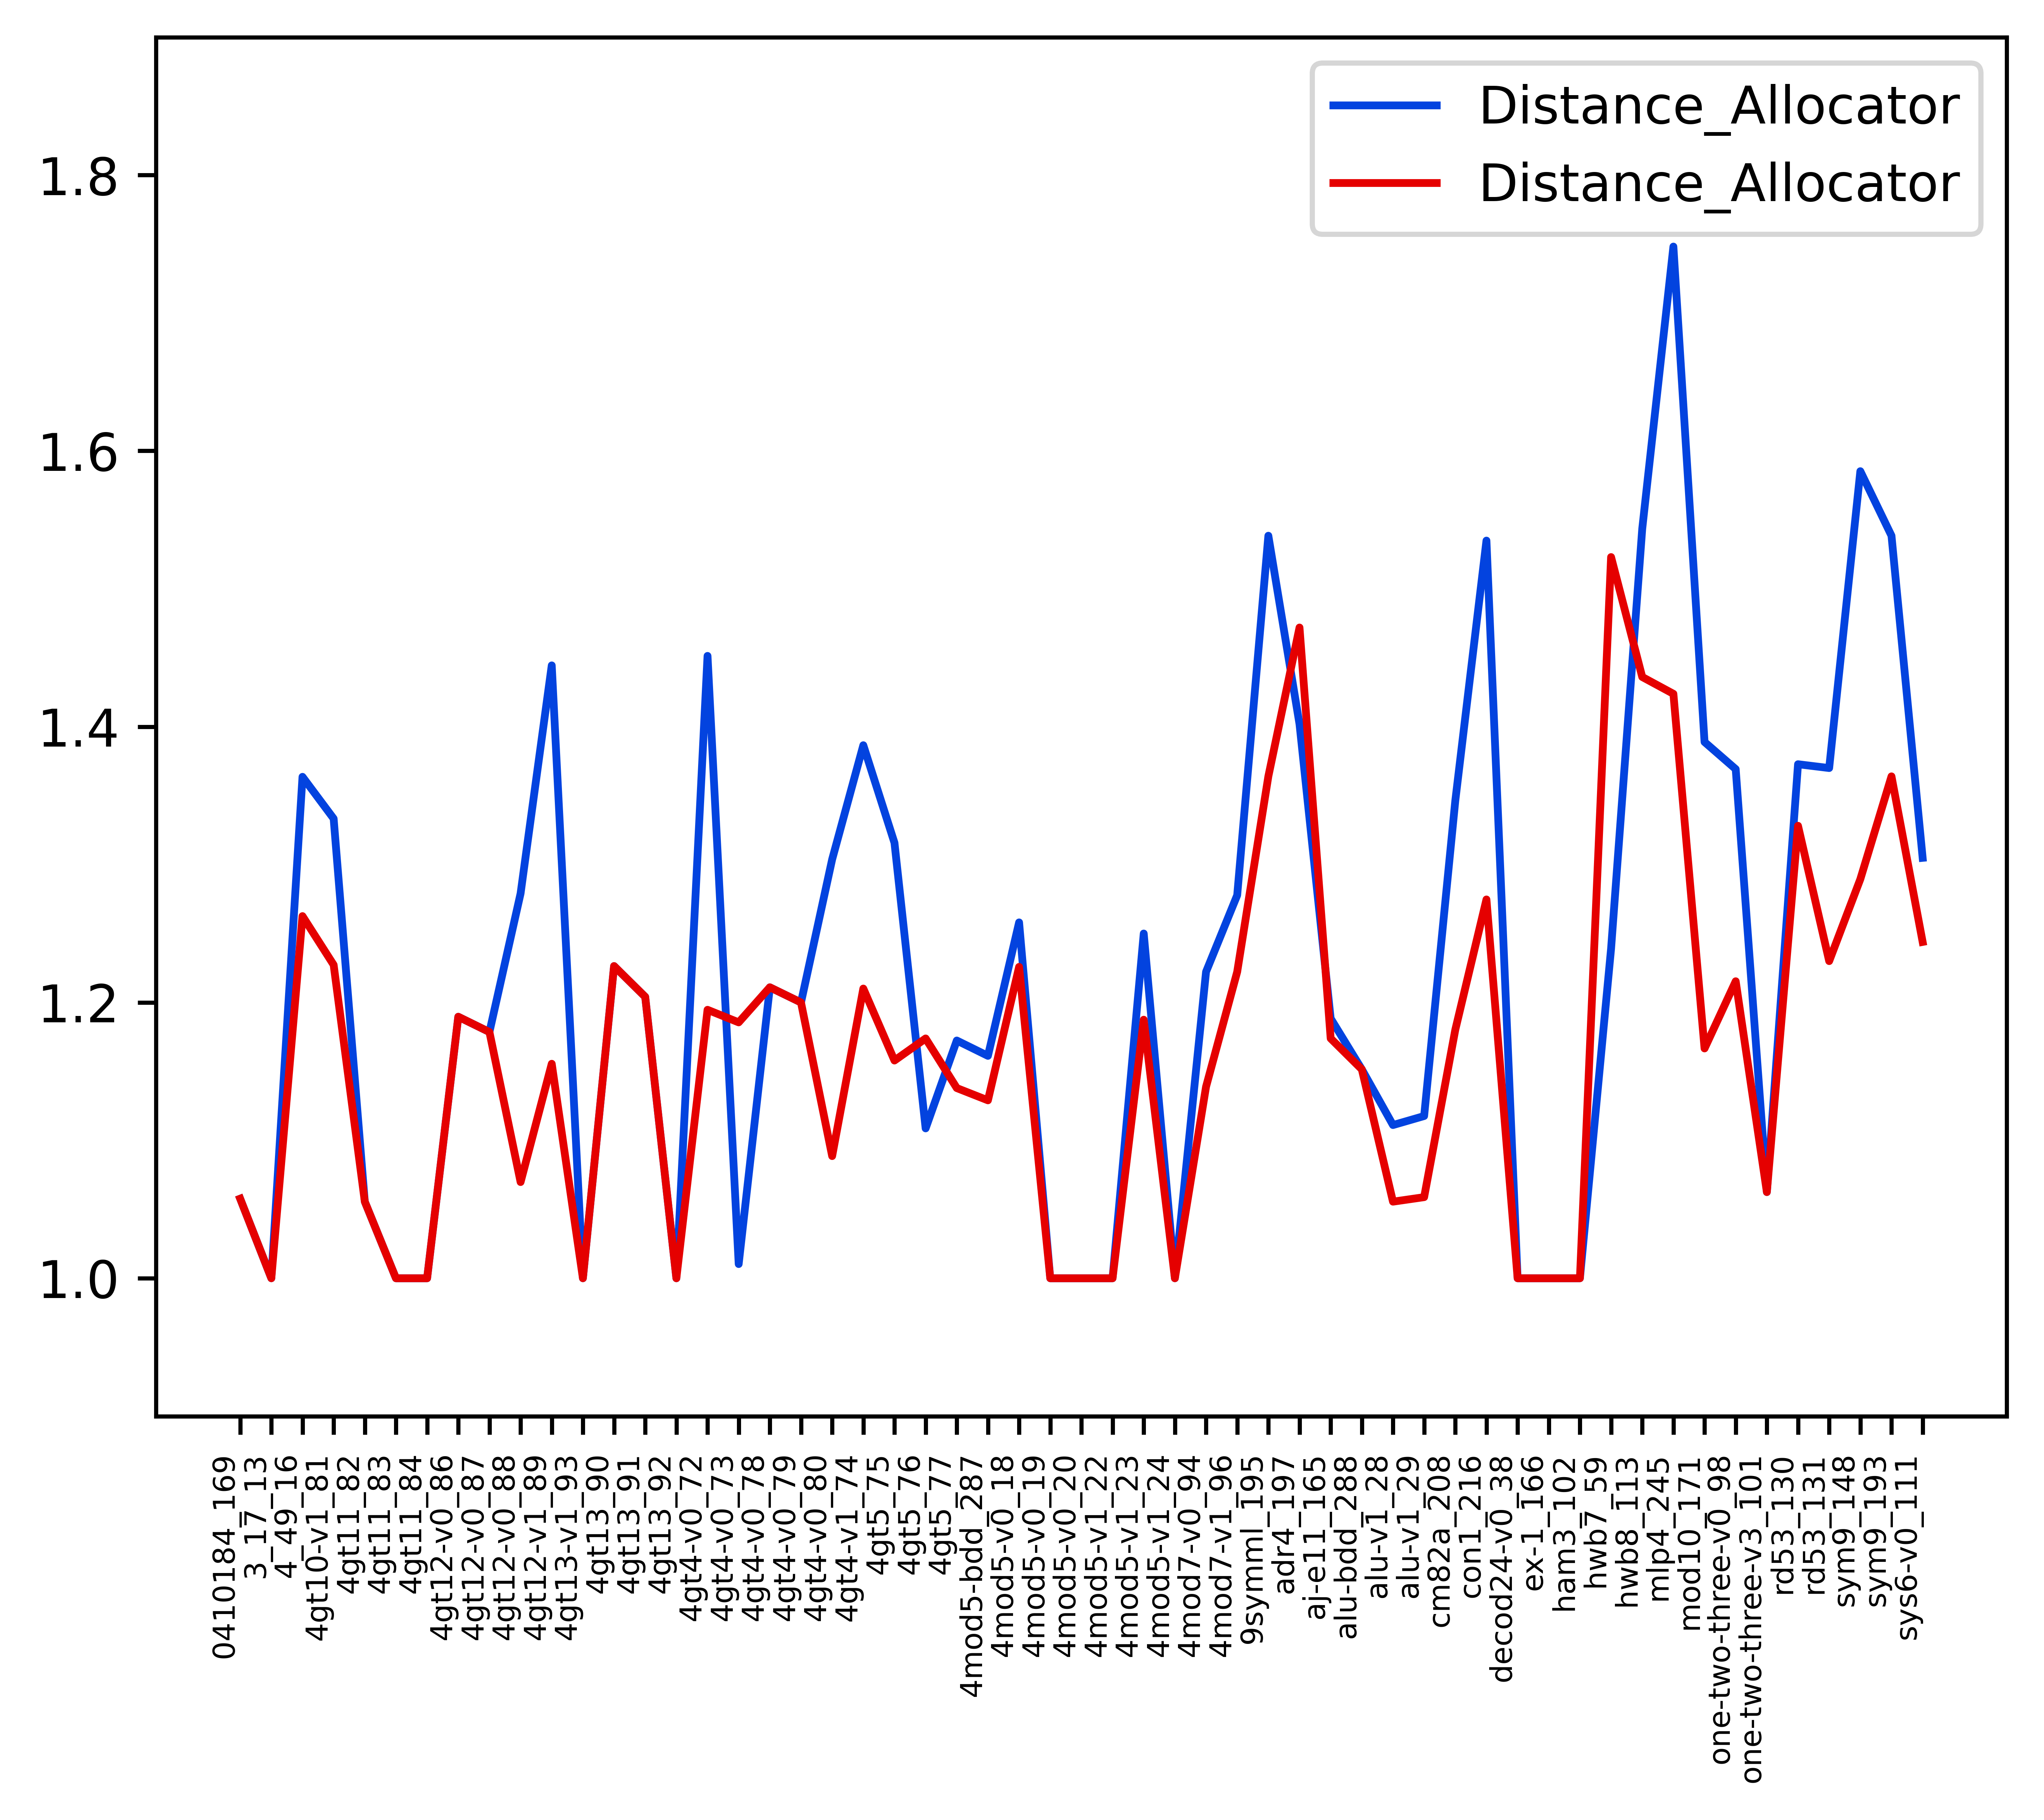 Distance_Allocator
Distance_Allocator
1.8
1.6
1.4
1.2
1.0
0410184_169
3_17_13
4_49_16
4gt10-v1_81
4gt11_82
4gt11_83
4gt11_84
4gt12-v0_86
4gt12-v0_87
4gt12-v0_88
4gt12-v1_89
4gt13-v1_93
4gt13_90
4gt13_91
4gt13_92
4gt4-v0_72
4gt4-v0_73
4gt4-v0_78
4gt4-v0_79
4gt4-v0_80
4gt4-v1_74
4gt5_75
4gt5_76
4gt5_77
4mod5-bdd_287
4mod5-v0_18
4mod5-v0_19
4mod5-v0_20
4mod5-v1_22
4mod5-v1_23
4mod5-v1_24
4mod7-v0_94
4mod7-v1_96
9symml_195
adr4_197
aj-e11_165
alu-bdd_288
alu-v1_28
alu-v1_29
cm82a_208
con1_216
decod24-v0_38
ex-1_166
ham3_102
hwb7_59
hwb8_113
mlp4_245
mod10_171
one-two-three-v0_98
one-two-three-v3_101
rd53_130
rd53_131
sym9_148
sym9_193
sys6-v0_111